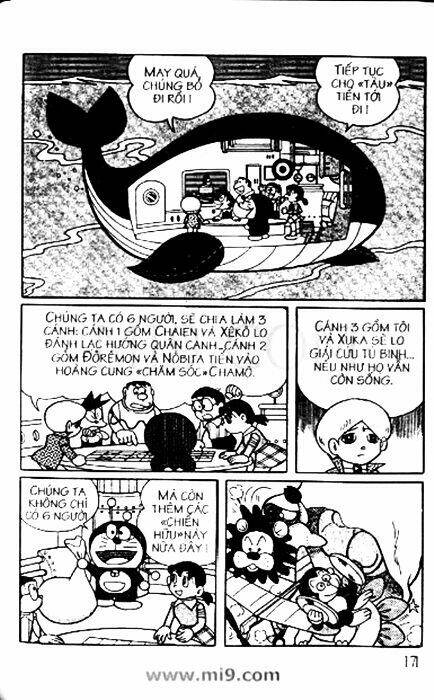 MAY QUÁ,
CHÚNG BỎ
ĐI RỒI!
TIẾP TỤC
CHO «TÀU»
TIẾN TỚI
ĐI!
CHÚNG TA CÓ 6 NGƯỜI, SẼ CHIA LÀM 3
CÁNH: CÁNH 1 GỒM CHAIEN VÀ XÊKÔ LO
ĐÁNH LẠC HƯỚNG QUÂN CANH...CÁNH 2
GỒM ĐÔRÊMON VÀ NÔBITA TIẾN VÀO
HOÀNG CUNG «CHĂM SÓC» CHAMÔ.
CÁNH 3 GỒM TÔI
VÀ XUKA SẼ LO
GIẢI CỨU TÙ BINH...
NẾU NHƯ HỌ VẪN
CÒN SỐNG.
CHÚNG TA
KHÔNG CHỈ
CÓ 6 NGƯỜI
MÀ CÒN
THÊM CÁC
«CHIẾN
HỮU» NÀY
NỮA ĐÂY!
171
www.mi9.com